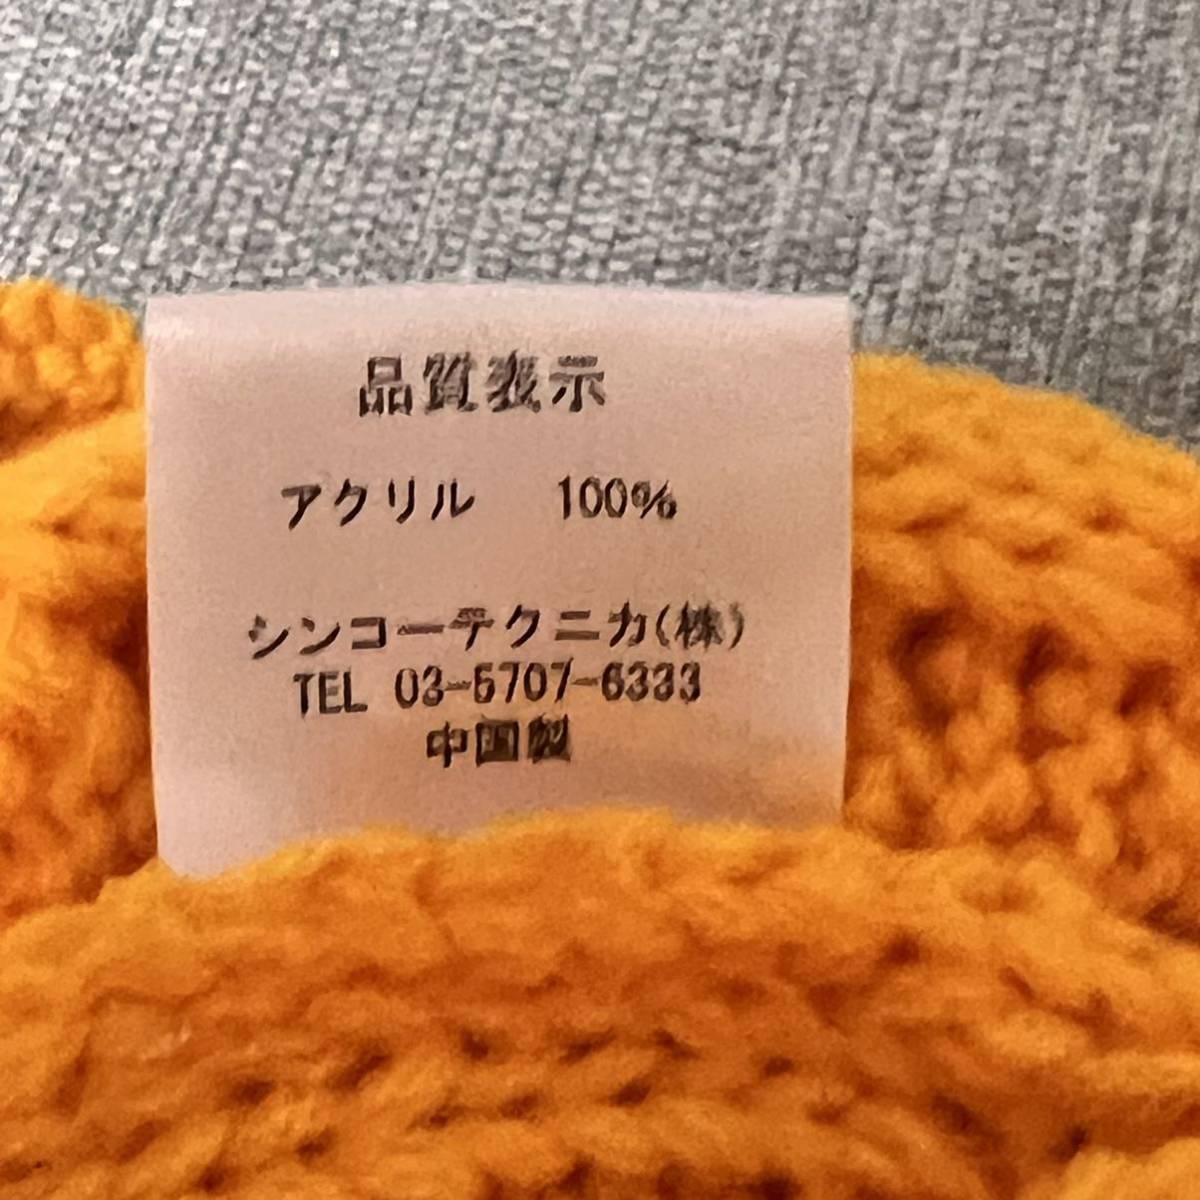 品質表示
アクリル 100%
シンコーテクニカ(株)
TEL 03-5707-6333
中国製